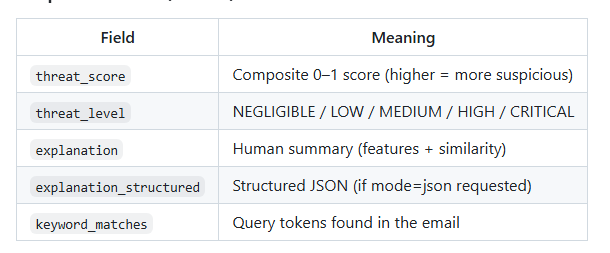 Field Meaning
threat_score Composite 0–1 score (higher = more suspicious)
threat_level NEGLIGIBLE / LOW / MEDIUM / HIGH / CRITICAL
explanation Human summary (features + similarity)
explanation_structured Structured JSON (if mode=json requested)
keyword_matches Query tokens found in the email